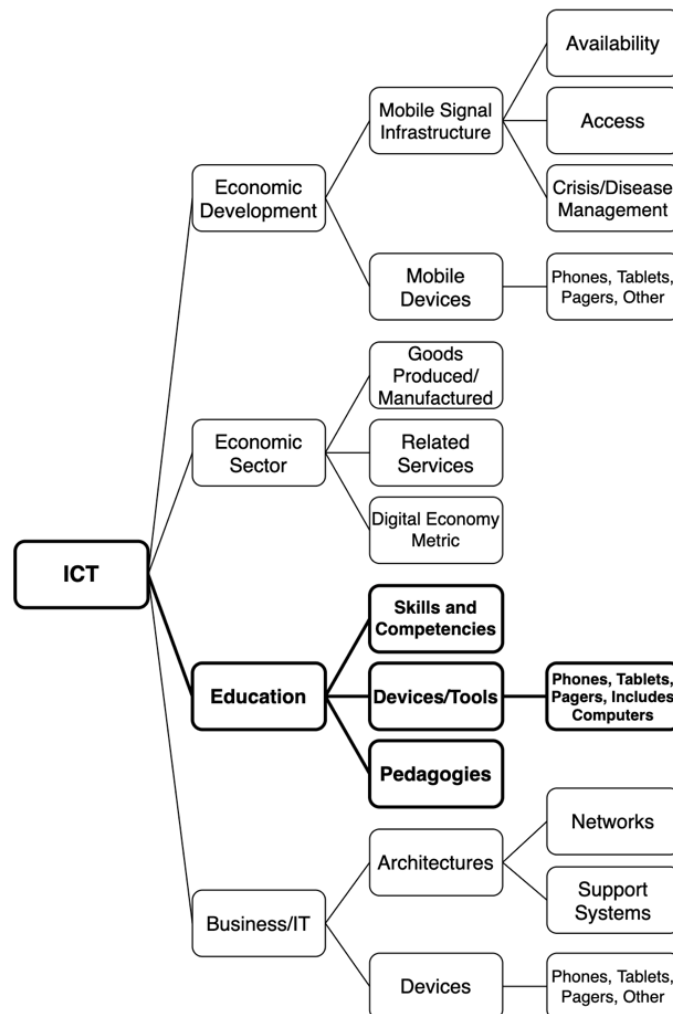 Availability
Mobile Signal
Infrastructure
Access
Economic
Development
Crisis/Disease
Management
Mobile
Devices
Phones, Tablets,
Pagers, Other
Goods
Produced/
Manufactured
Economic
Sector
Related
Services
Digital Economy
Metric
ICT
Skills and
Competencies
Education
Devices/Tools
Phones, Tablets,
Pagers, Includes
Computers
Pedagogies
Networks
Architectures
Support
Systems
Business/IT
Devices
Phones, Tablets,
Pagers, Other